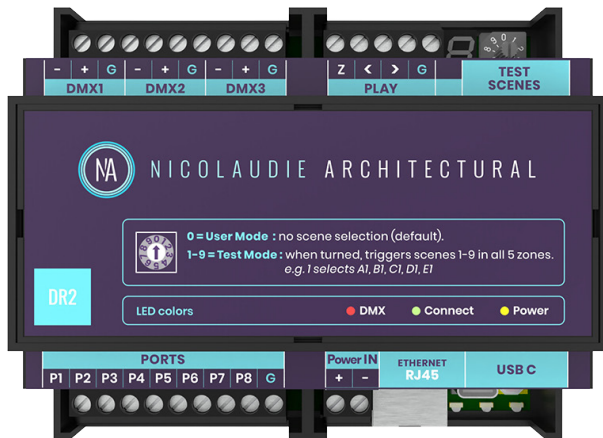 - + G - + G - + G Z < > G
DMX1 DMX2 DMX3 PLAY
TEST
SCENES
NA NICOLAUDIE ARCHITECTURAL
0 = User Mode : no scene selection (default).
1-9 = Test Mode : when turned, triggers scenes 1-9 in all 5 zones.
e.g. 1 selects A1, B1, C1, D1, E1
DR2
LED colors DMX Connect Power
PORTS
P1 P2 P3 P4 P5 P6 P7 P8 G
Power IN
+ -
ETHERNET
RJ45
USB C